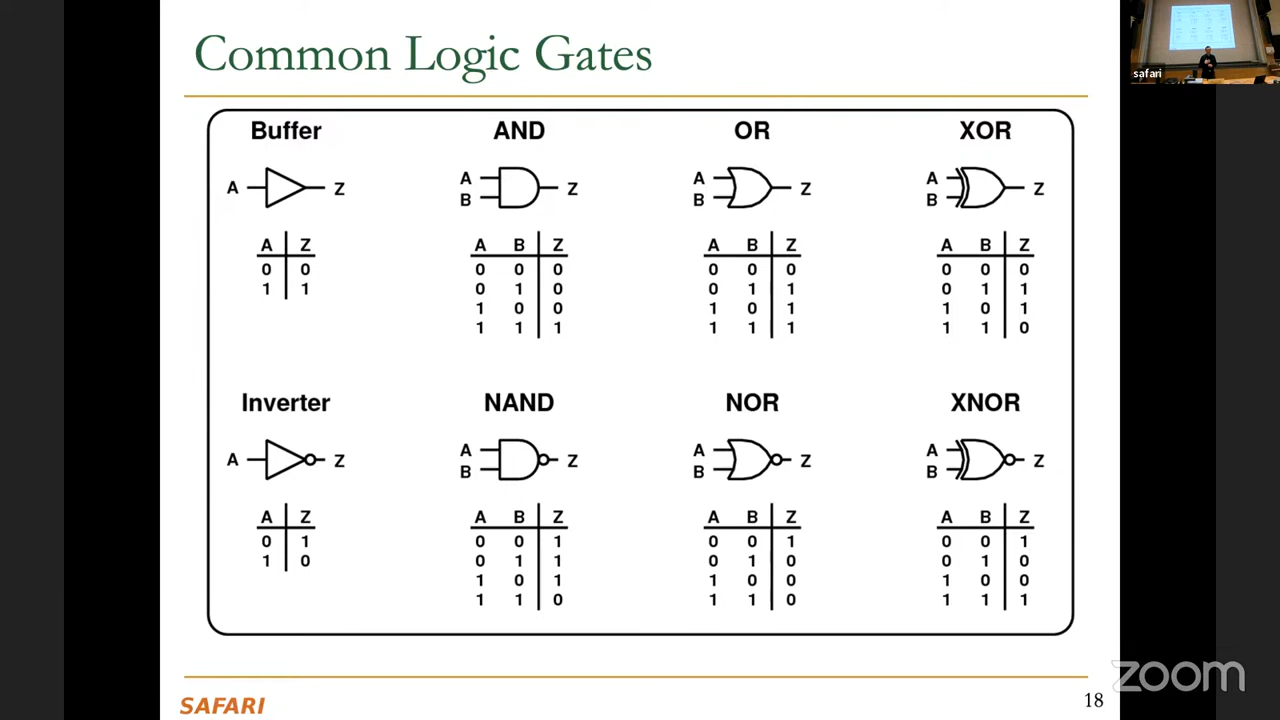 Common Logic Gates
safari
Buffer AND OR XOR
A Z A B Z A B Z A B Z
A Z A B Z A B Z A B Z
0 0 0 0 0 0 0 0 0 0 0
1 1 0 1 0 0 1 1 0 1 1
1 0 0 1 0 1 1 0 1
1 1 1 1 1 1 1 1 0
Inverter NAND NOR XNOR
A Z A B Z A B Z A B Z
A Z A B Z A B Z A B Z
0 1 0 0 1 0 0 1 0 0 1
1 0 0 1 1 0 1 0 0 1 0
1 0 1 1 0 0 1 0 0
1 1 0 1 1 0 1 1 1
SAFARI
18
zoom